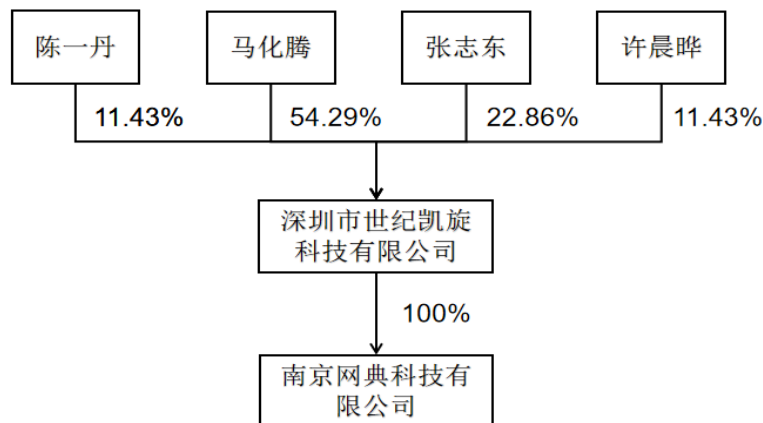 陈一丹 马化腾 张志东 许晨晔
11.43% 54.29% 22.86% 11.43%
深圳市世纪凯旋
科技有限公司
100%
南京网典科技有
限公司